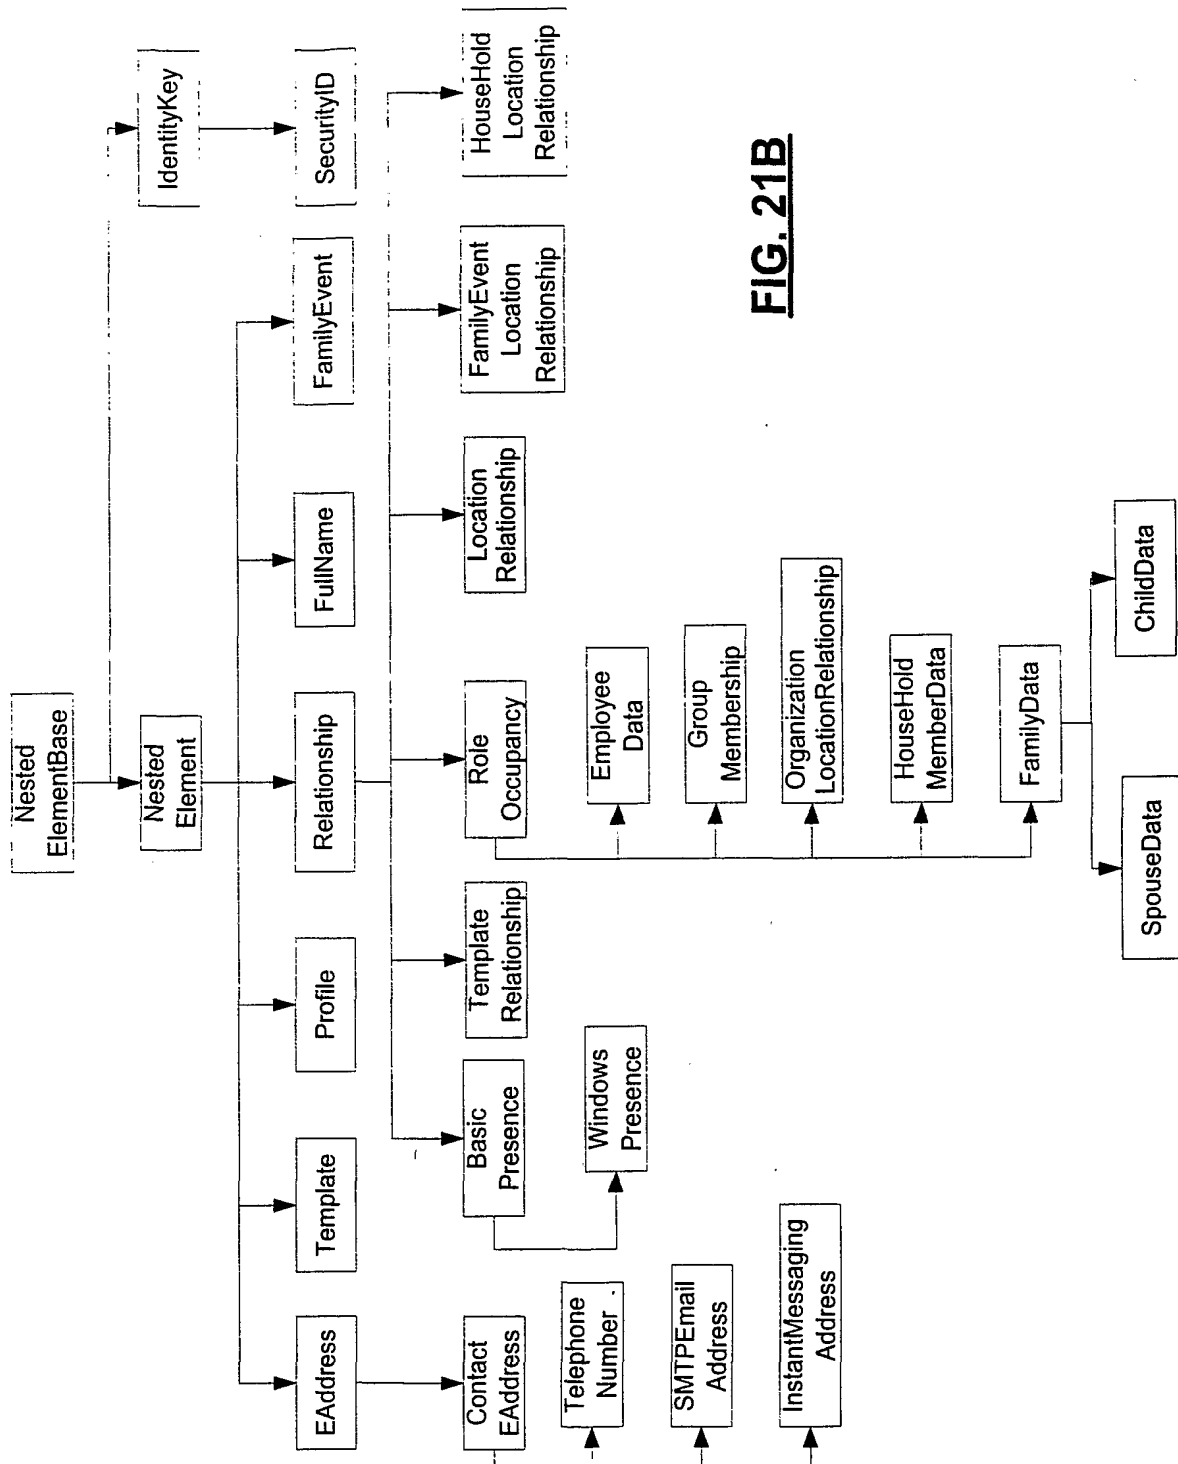 Nested
ElementBase
Nested
Element
IdentityKey
EAddress
Template
Profile
Relationship
FullName
FamilyEvent
SecurityID
Contact
EAddress
Basic
Presence
Template
Relationship
Role
Occupancy
Location
Relationship
FamilyEvent
Location
Relationship
HouseHold
Location
Relationship
Telephone
Number
Windows
Presence
Employee
Data
SMTPEmail
Address
Group
Membership
InstantMessaging
Address
Organization
LocationRelationship
HouseHold
MemberData
FamilyData
SpouseData
ChildData
FIG. 21B